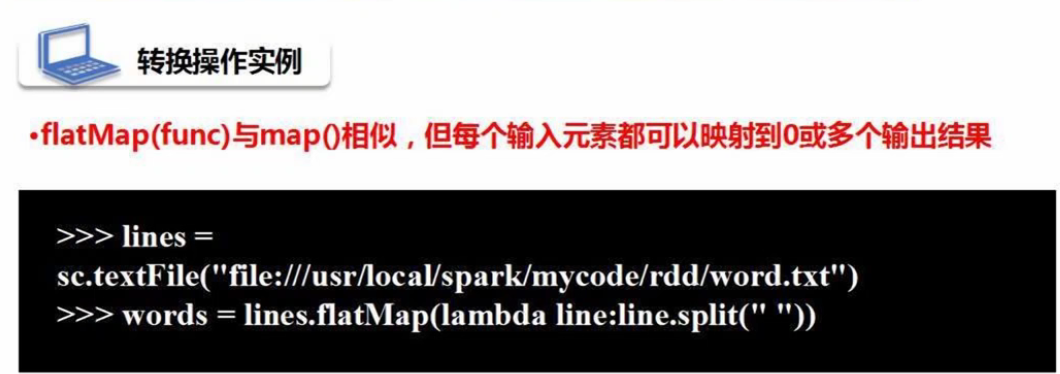 转换操作实例
•flatMap(func)与map()相似，但每个输入元素都可以映射到0或多个输出结果
>>> lines =
sc.textFile("file:///usr/local/spark/mycode/rdd/word.txt")
>>> words = lines.flatMap(lambda line:line.split(" "))